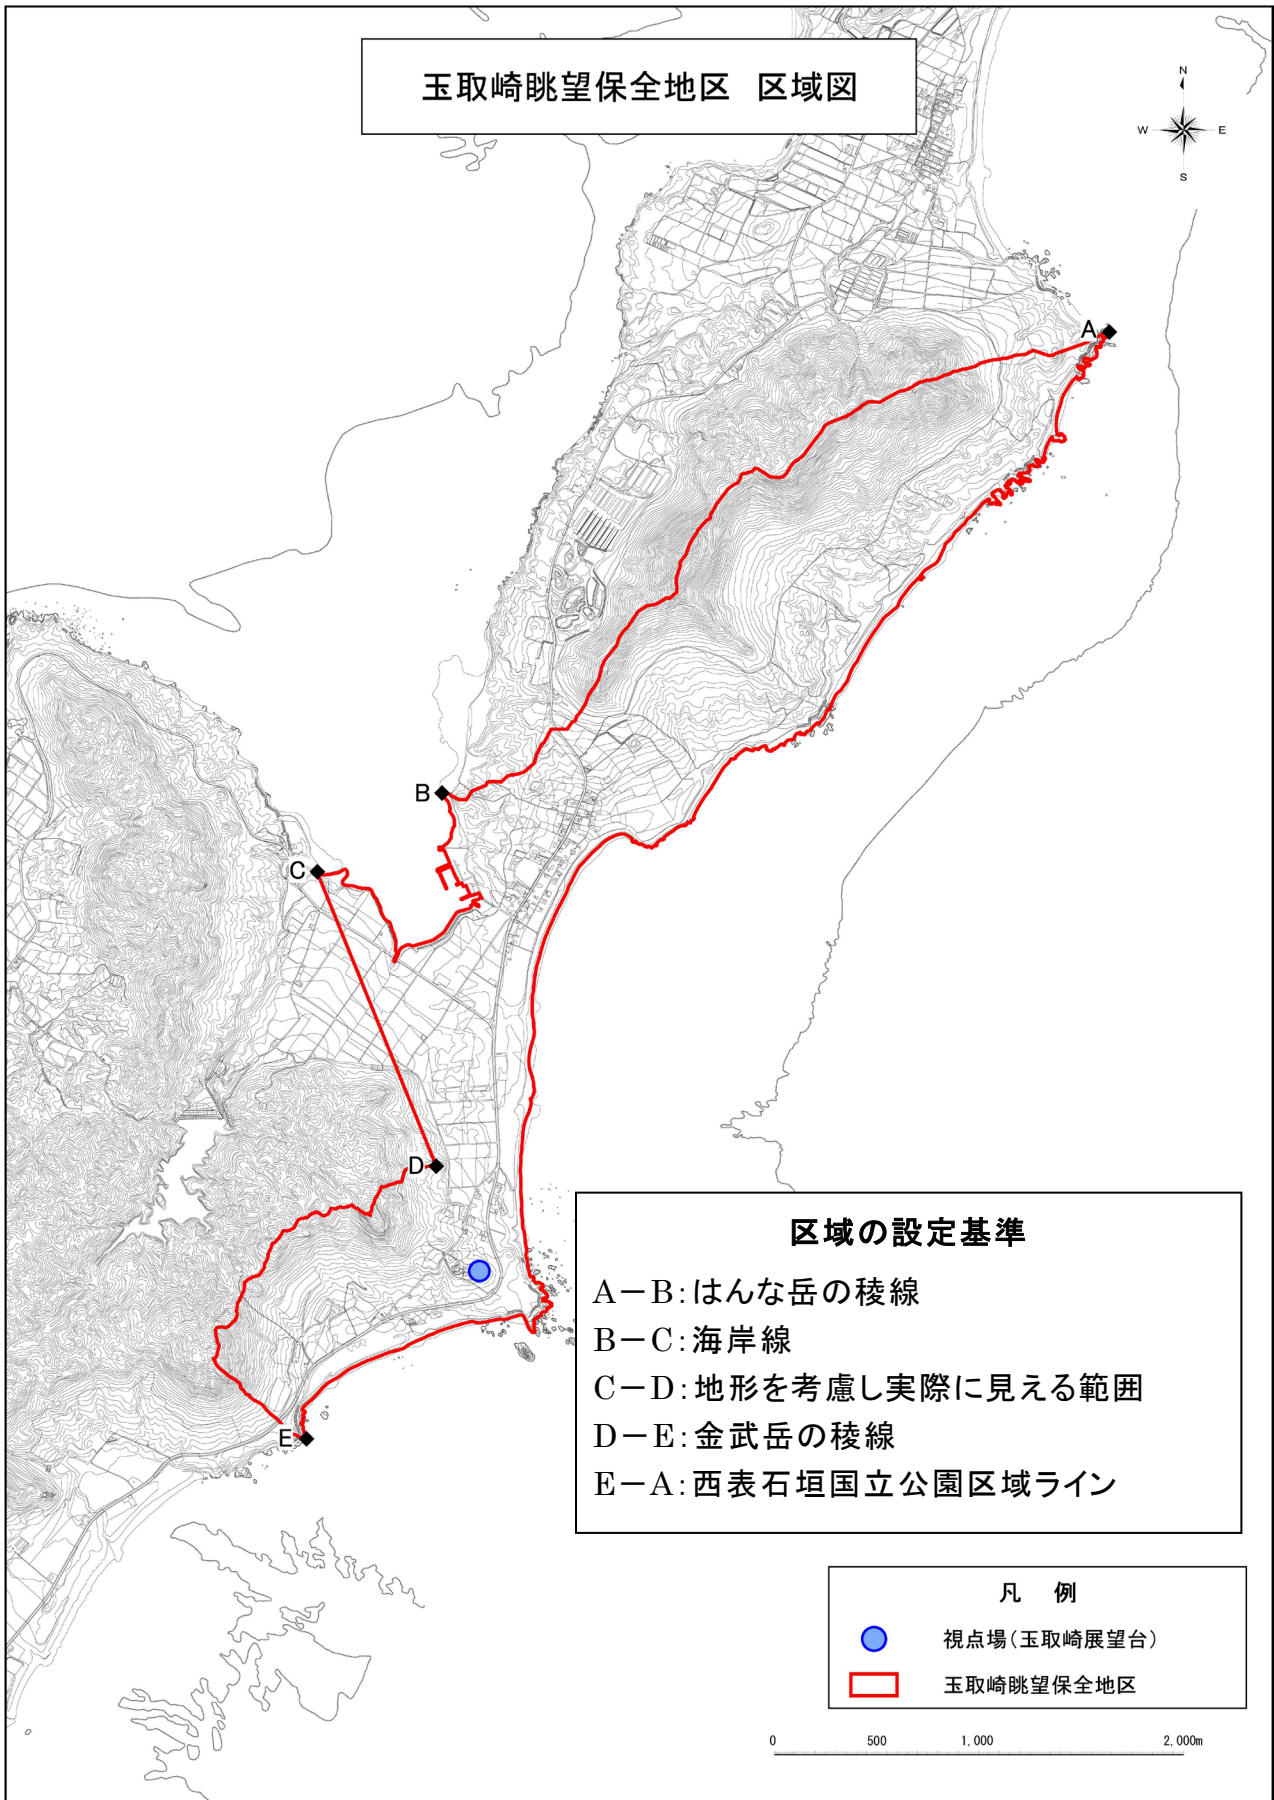 玉取崎眺望保全地区 区域図
N
W E
S
A
B
C
D
E
区域の設定基準
A－B：はんな岳の稜線
B－C：海岸線
C－D：地形を考慮し実際に見える範囲
D－E：金武岳の稜線
E－A：西表石垣国立公園区域ライン
凡 例
視点場（玉取崎展望台）
玉取崎眺望保全地区
0 500 1,000 2,000m